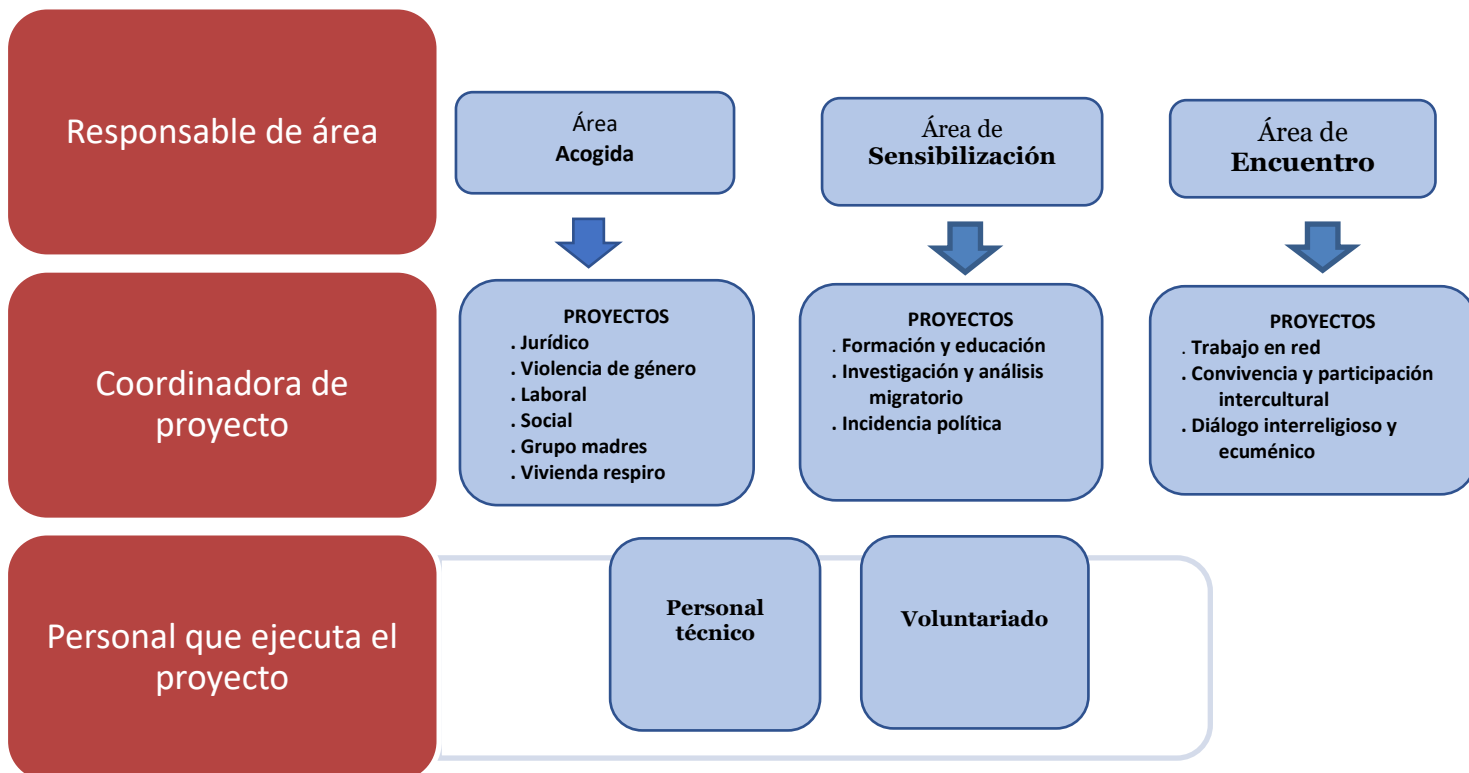 Responsable de área
Área
Acogida
Área de
Sensibilización
Área de
Encuentro
Coordinadora de
proyecto
PROYECTOS
. Jurídico
. Violencia de género
. Laboral
. Social
. Grupo madres
. Vivienda respiro
PROYECTOS
. Formación y educación
. Investigación y análisis
migratorio
. Incidencia política
PROYECTOS
. Trabajo en red
. Convivencia y participación
intercultural
. Diálogo interreligioso y
ecuménico
Personal que ejecuta el
proyecto
Personal
técnico
Voluntariado